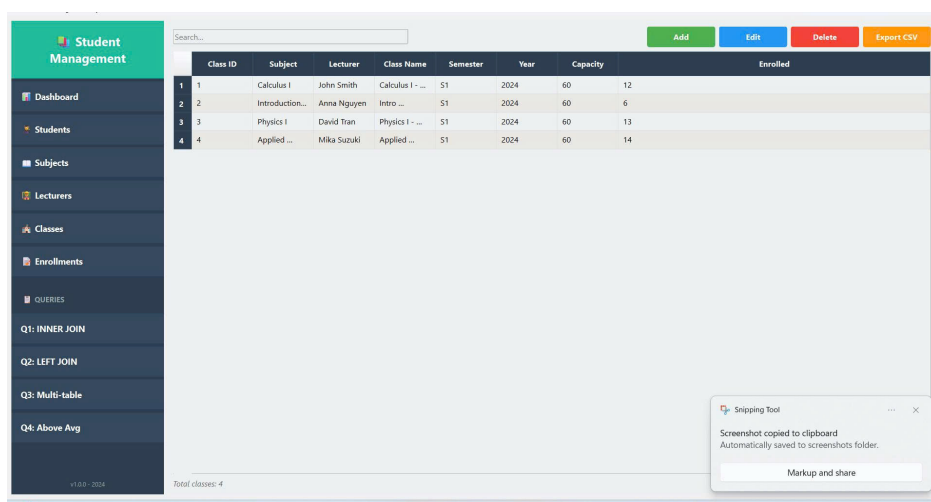 Student
Management
Dashboard
Students
Subjects
Lecturers
Classes
Enrollments
QUERIES
Q1: INNER JOIN
Q2: LEFT JOIN
Q3: Multi-table
Q4: Above Avg
v1.0.0 - 2024
Search...
Add Edit Delete Export CSV
Class ID Subject Lecturer Class Name Semester Year Capacity Enrolled
1 1 Calculus I John Smith Calculus I - ... S1 2024 60 12
2 2 Introduction... Anna Nguyen Intro ... S1 2024 60 6
3 3 Physics I David Tran Physics I - ... S1 2024 60 13
4 4 Applied ... Mika Suzuki Applied ... S1 2024 60 14
Total classes: 4
Snipping Tool
Screenshot copied to clipboard
Automatically saved to screenshots folder.
Markup and share